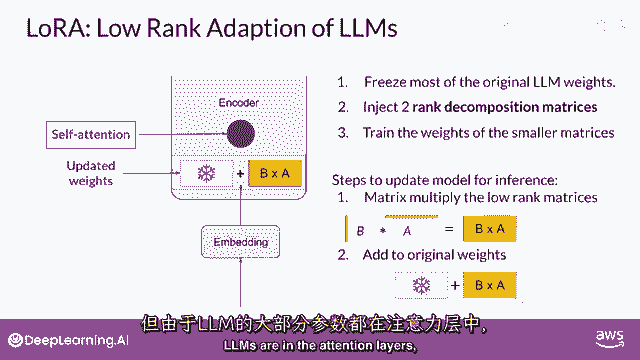 LoRA: Low Rank Adaption of LLMs
Encoder
Self-attention
Updated
weights
+
B x A
Embedding
1. Freeze most of the original LLM weights.
2. Inject 2 rank decomposition matrices
3. Train the weights of the smaller matrices
Steps to update model for inference:
1. Matrix multiply the low rank matrices
B * A = B x A
2. Add to original weights
+ B x A
但由于LLM的大部分参数都在注意力层中，
LLMs are in the attention layers,
DeepLearning.AI
aws